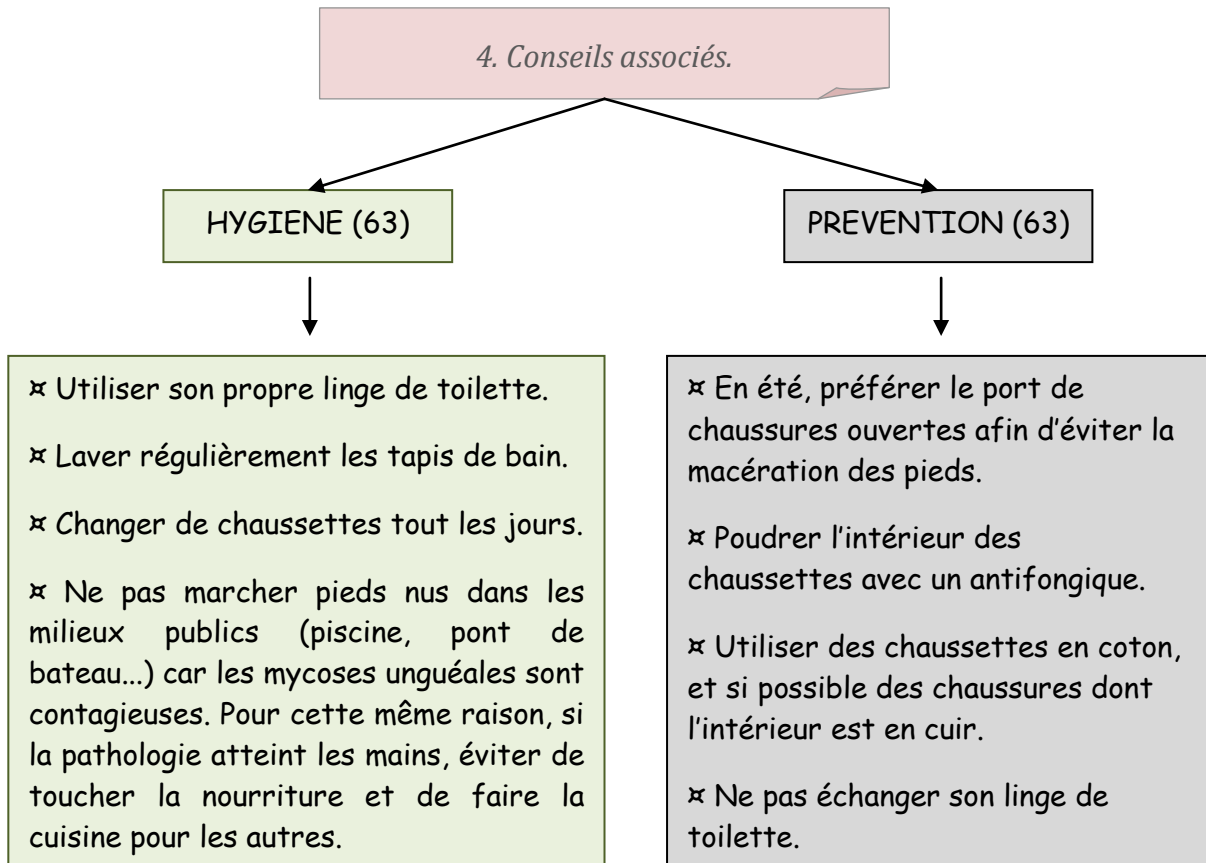 4. Conseils associés.
HYGIENE (63)
PREVENTION (63)
¤ Utiliser son propre linge de toilette.
¤ Laver régulièrement les tapis de bain.
¤ Changer de chaussettes tout les jours.
¤ Ne pas marcher pieds nus dans les
milieux publics (piscine, pont de
bateau...) car les mycoses unguéales sont
contagieuses. Pour cette même raison, si
la pathologie atteint les mains, éviter de
toucher la nourriture et de faire la
cuisine pour les autres.
¤ En été, préférer le port de
chaussures ouvertes afin d'éviter la
macération des pieds.
¤ Poudrer l'intérieur des
chaussettes avec un antifongique.
¤ Utiliser des chaussettes en coton,
et si possible des chaussures dont
l'intérieur est en cuir.
¤ Ne pas échanger son linge de
toilette.